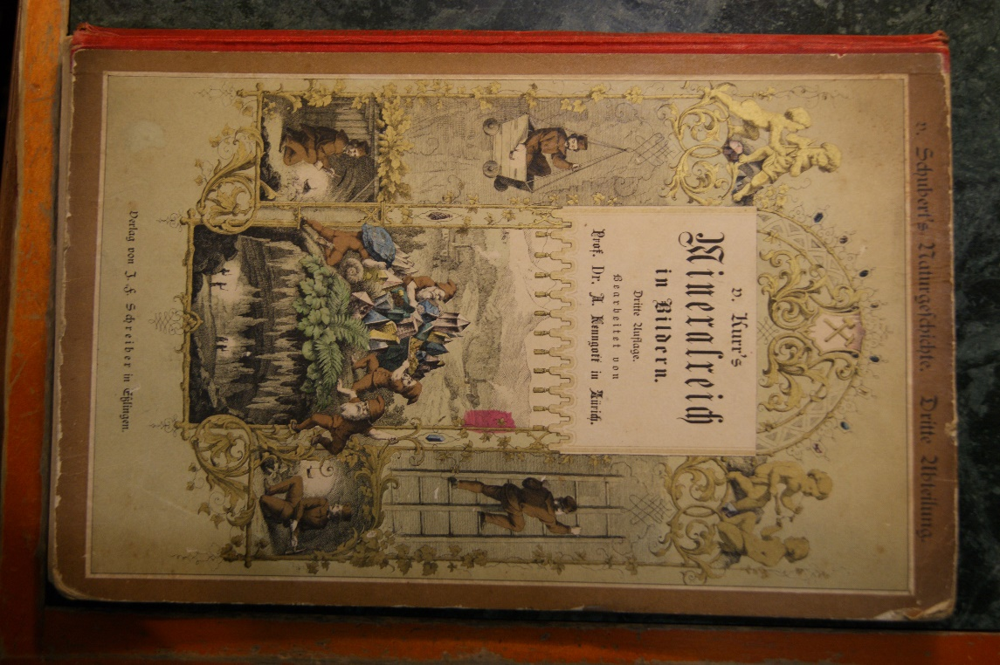 v. Schubert's Naturgeschichte. Dritte Abteilung.
v. Kurr's
Mineralreich
in Bildern.
Dritte Auflage.
Bearbeitet von
Prof. Dr. A. Kenngott in Zürich.
Verlag von J. F. Schreiber in Eßlingen.